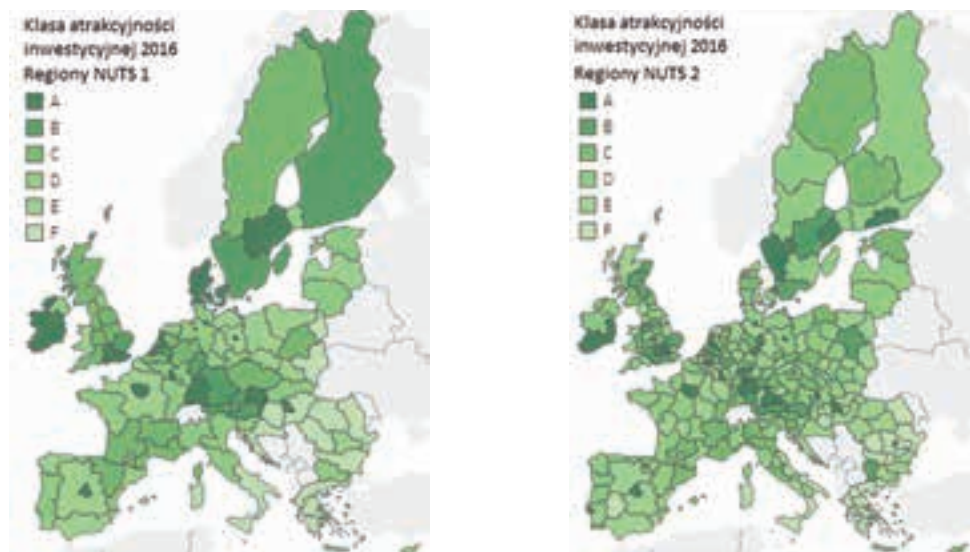 Klasa atrakcyjności
inwestycyjnej 2016
Regiony NUTS 1
A
B
C
D
E
F
Klasa atrakcyjności
inwestycyjnej 2016
Regiony NUTS 2
A
B
C
D
E
F